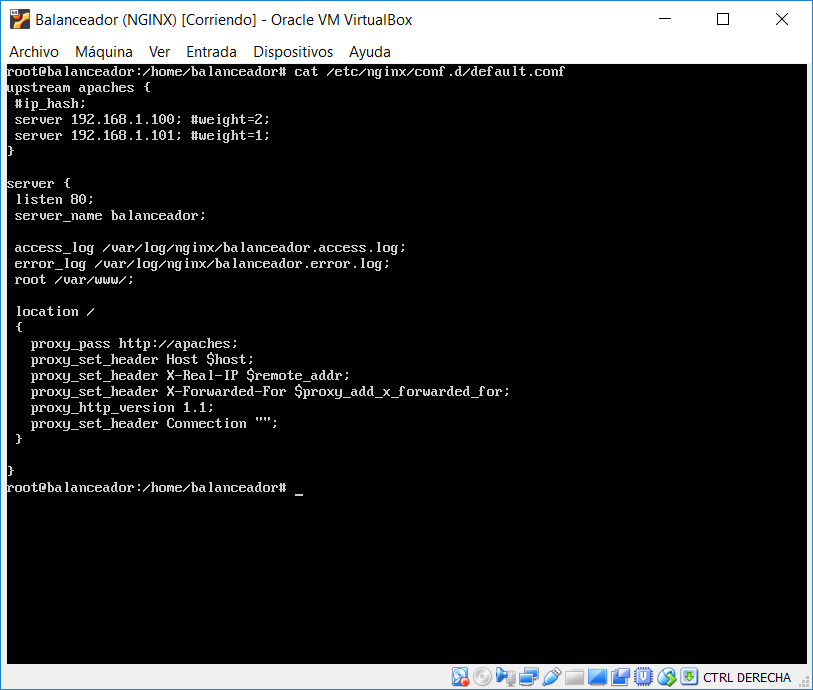 Balanceador (NGINX) [Corriendo] - Oracle VM VirtualBox
Archivo Máquina Ver Entrada Dispositivos Ayuda
root@balanceador:/home/balanceador# cat /etc/nginx/conf.d/default.conf
upstream apaches {
 #ip_hash;
 server 192.168.1.100; #weight=2;
 server 192.168.1.101; #weight=1;
}
server {
 listen 80;
 server_name balanceador;
 access_log /var/log/nginx/balanceador.access.log;
 error_log /var/log/nginx/balanceador.error.log;
 root /var/www/;
 location /
 {
   proxy_pass http://apaches;
   proxy_set_header Host $host;
   proxy_set_header X-Real-IP $remote_addr;
   proxy_set_header X-Forwarded-For $proxy_add_x_forwarded_for;
   proxy_http_version 1.1;
   proxy_set_header Connection "";
 }
}
root@balanceador:/home/balanceador# _
CTRL DERECHA